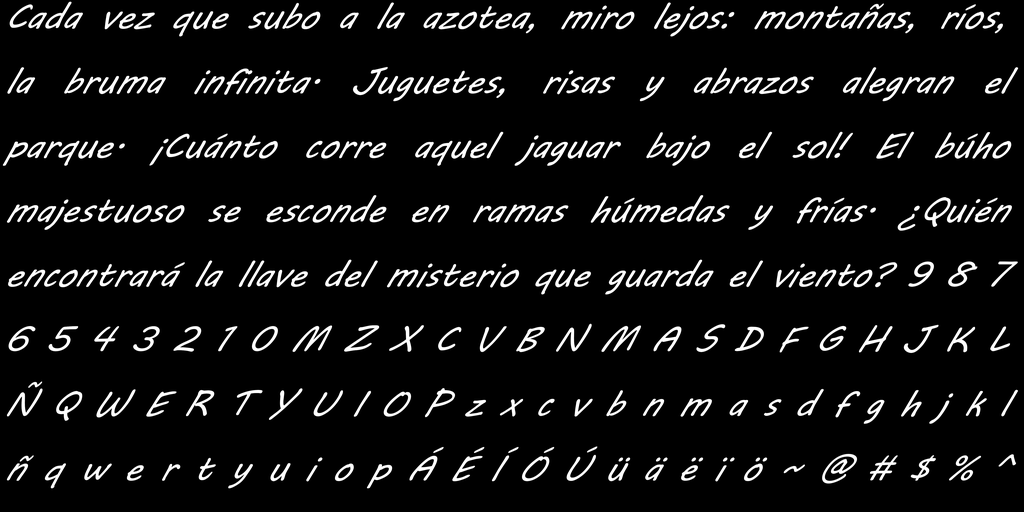 Cada vez que subo a la azotea, miro lejos: montañas, ríos,
la bruma infinita· Juguetes, risas y abrazos alegran el
parque· ¡Cuánto corre aquel jaguar bajo el sol! El búho
majestuoso se esconde en ramas húmedas y frías· ¿Quién
encontrará la llave del misterio que guarda el viento? 9 8 7
6 5 4 3 2 1 0 M Z X C V B N M A S D F G H J K L
Ñ Q W E R T Y U I O P z x c v b n m a s d f g h j k l
ñ q w e r t y u i o p Á É Í Ó Ú ü ä ë ï ö ~ @ # $ % ^